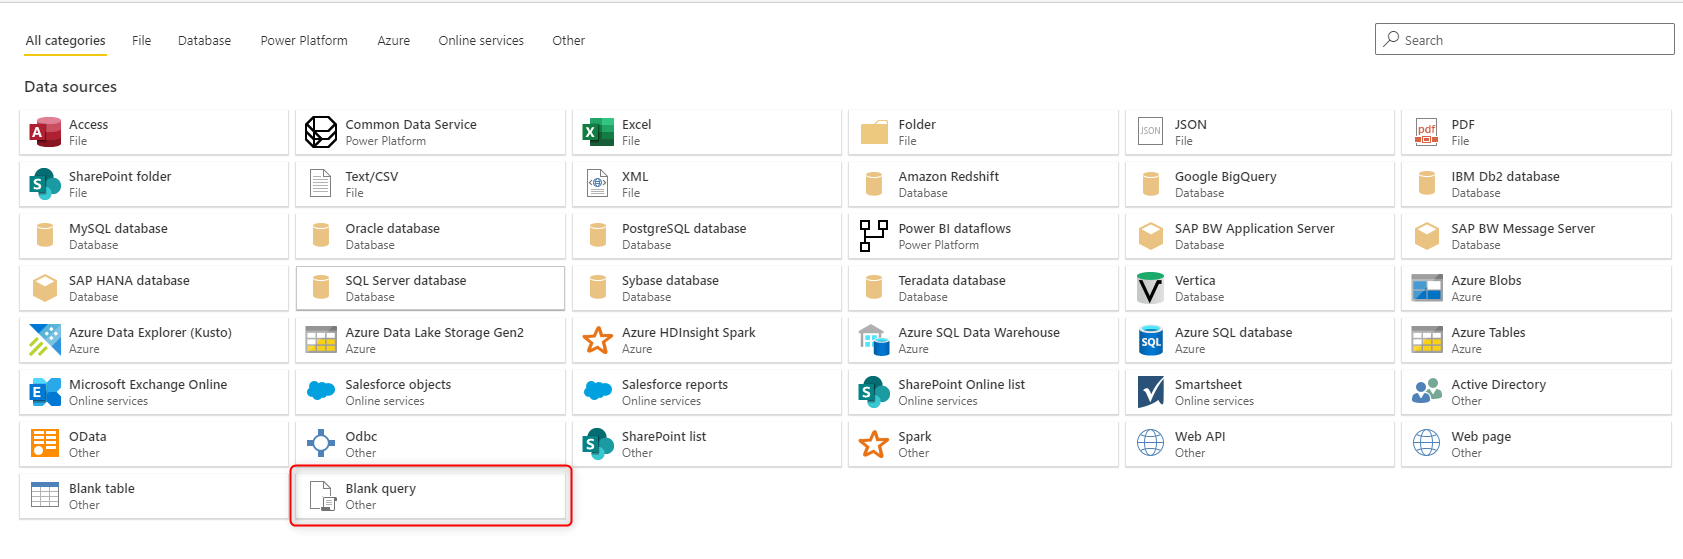 All categories File Database Power Platform Azure Online services Other Search
Data sources
Access Common Data Service Excel Folder JSON PDF
File Power Platform File File File File
SharePoint folder Text/CSV XML Amazon Redshift Google BigQuery IBM Db2 database
File File File Database Database Database
MySQL database Oracle database PostgreSQL database Power BI dataflows SAP BW Application Server SAP BW Message Server
Database Database Database Power Platform Database Database
SAP HANA database SQL Server database Sybase database Teradata database Vertica Azure Blobs
Database Database Database Database Database Azure
Azure Data Explorer (Kusto) Azure Data Lake Storage Gen2 Azure HDInsight Spark Azure SQL Data Warehouse Azure SQL database Azure Tables
Azure Azure Azure Azure Azure Azure
Microsoft Exchange Online Salesforce objects Salesforce reports SharePoint Online list Smartsheet Active Directory
Online services Online services Online services Online services Online services Other
OData Odbc SharePoint list Spark Web API Web page
Other Other Other Other Other Other
Blank table Blank query
Other Other